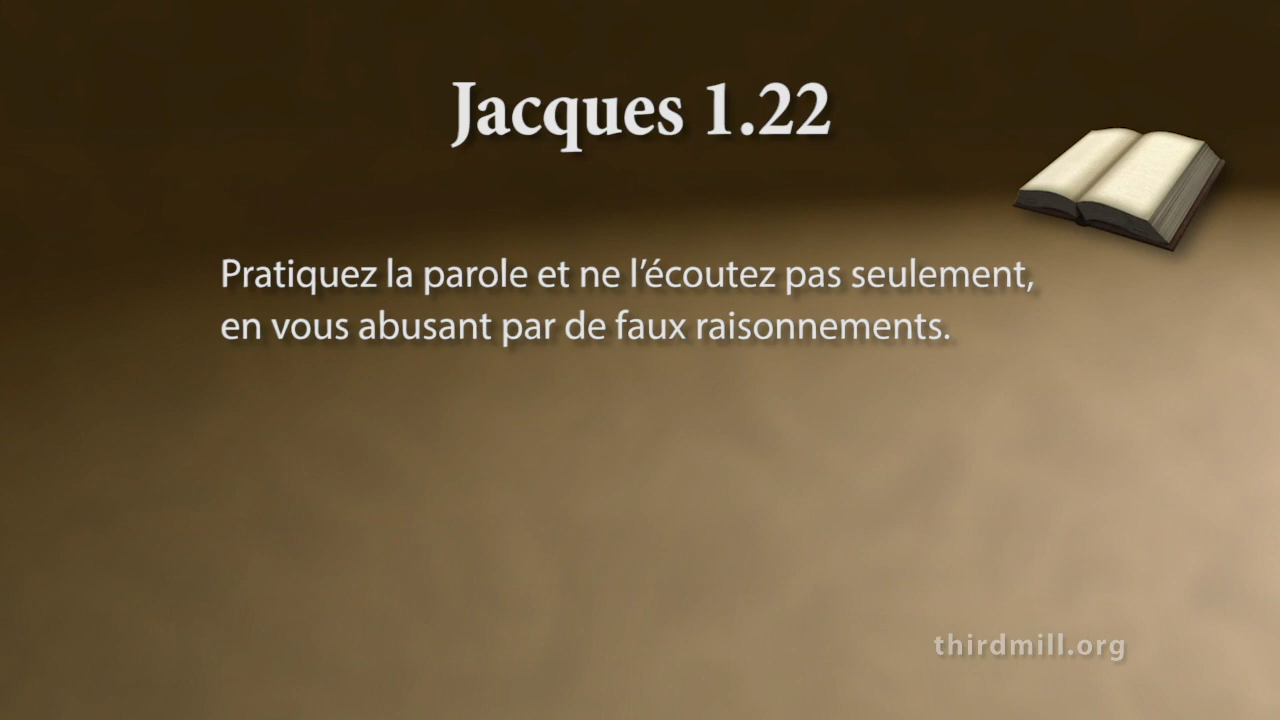 Jacques 1.22
Pratiquez la parole et ne l’écoutez pas seulement,
en vous abusant par de faux raisonnements.
thirdmill.org